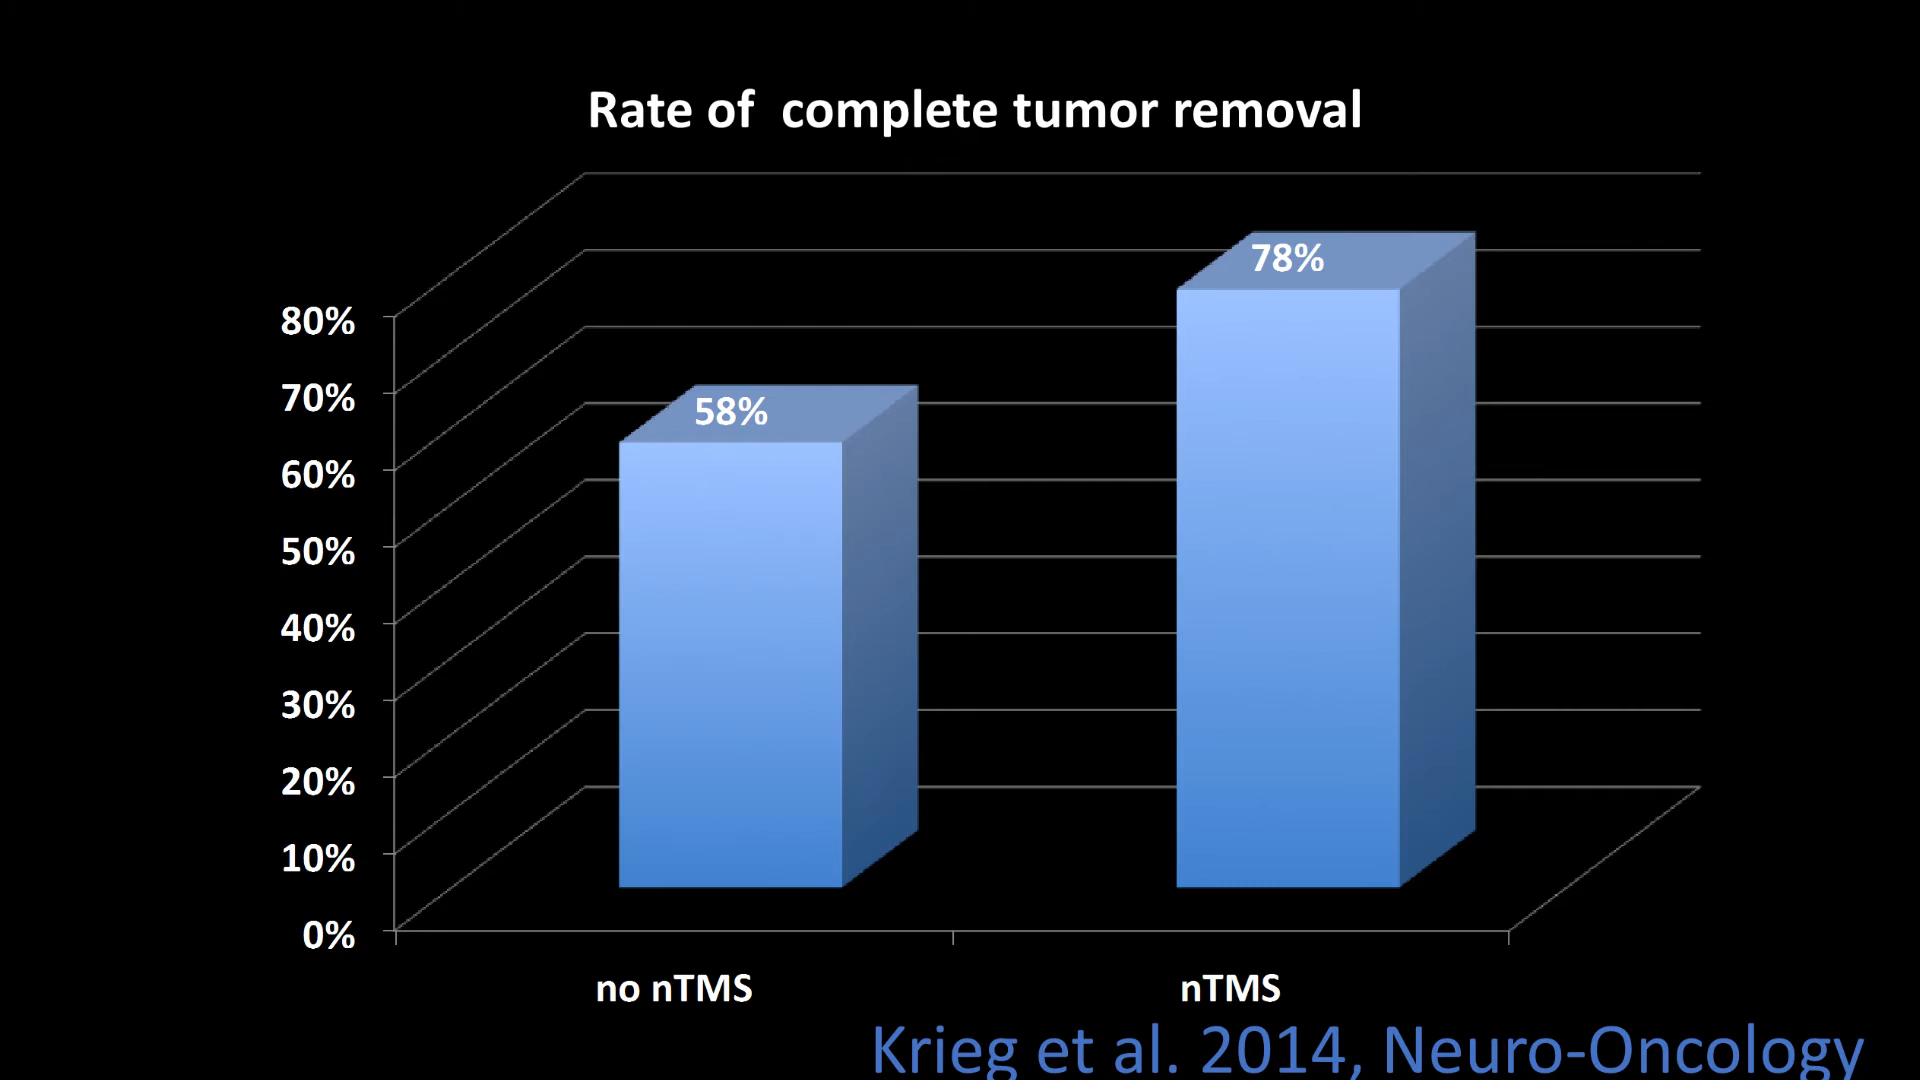 Rate of  complete tumor removal
78%
58%
80%
70%
60%
50%
40%
30%
20%
10%
0%
no nTMS
nTMS
Krieg et al. 2014, Neuro-Oncology